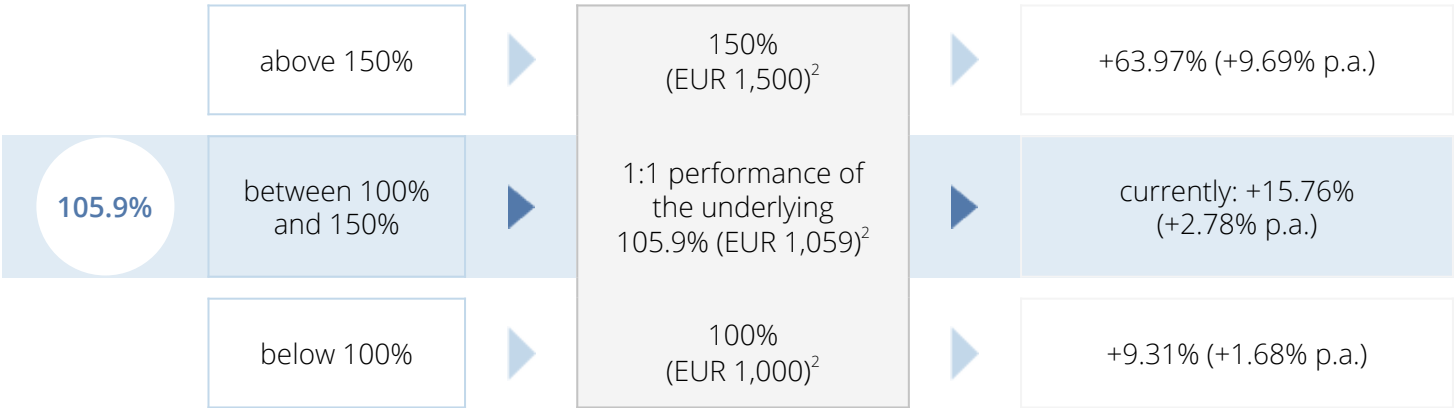 above 150%
150%
(EUR 1,500)²
+63.97% (+9.69% p.a.)
105.9%
between 100%
and 150%
1:1 performance of
the underlying
105.9% (EUR 1,059)²
currently: +15.76%
(+2.78% p.a.)
below 100%
100%
(EUR 1,000)²
+9.31% (+1.68% p.a.)